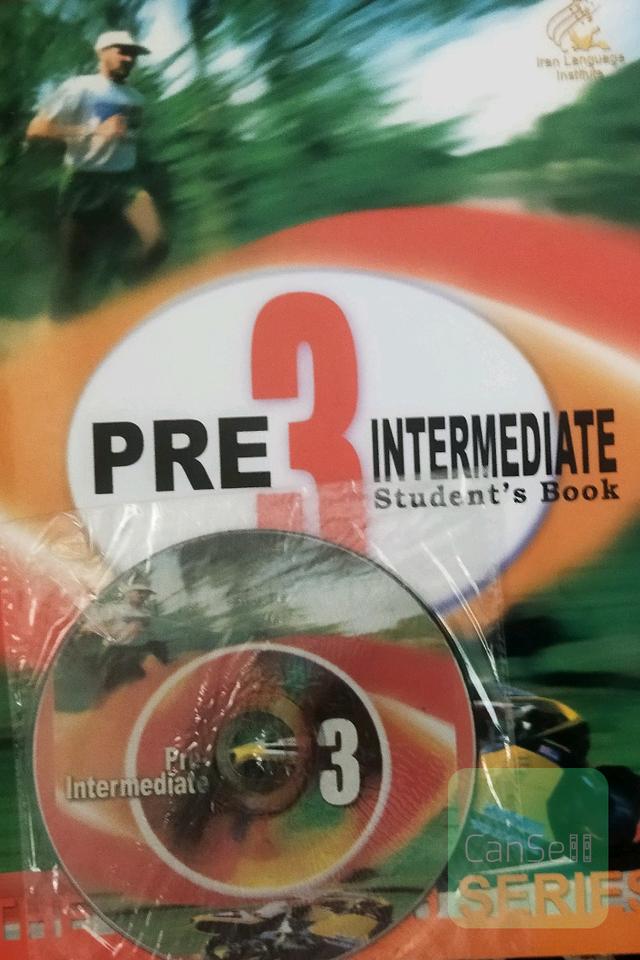 Iran Language
Institute
3
PRE INTERMEDIATE
Student's Book
Pre-
Intermediate
3
CanSell
SERIES